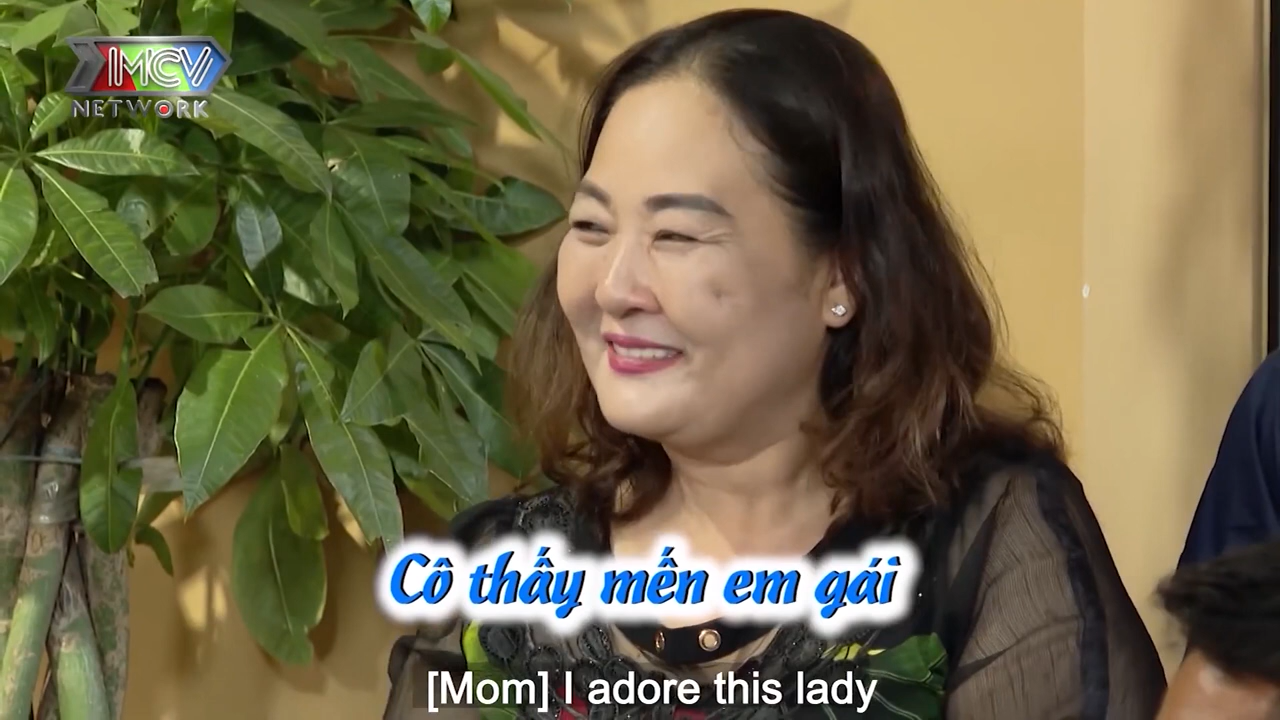 MCV
NETWORK
Cô thấy mến em gái
[Mom] I adore this lady